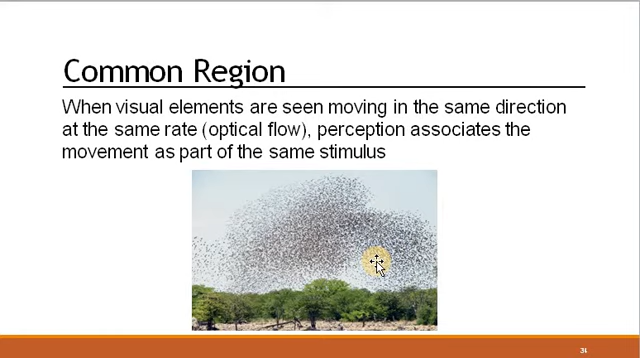 Common Region
When visual elements are seen moving in the same direction
at the same rate (optical flow), perception associates the
movement as part of the same stimulus